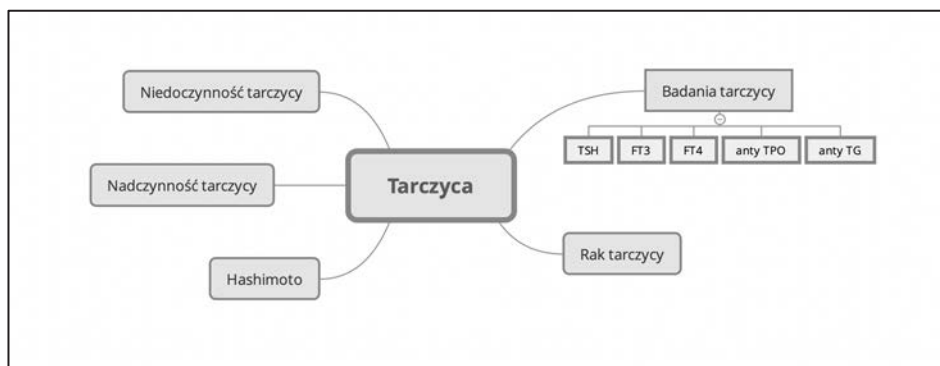 Niedoczynność tarczycy
Nadczynność tarczycy
Hashimoto
Tarczyca
Badania tarczycy
TSH
FT3
FT4
anty TPO
anty TG
Rak tarczycy